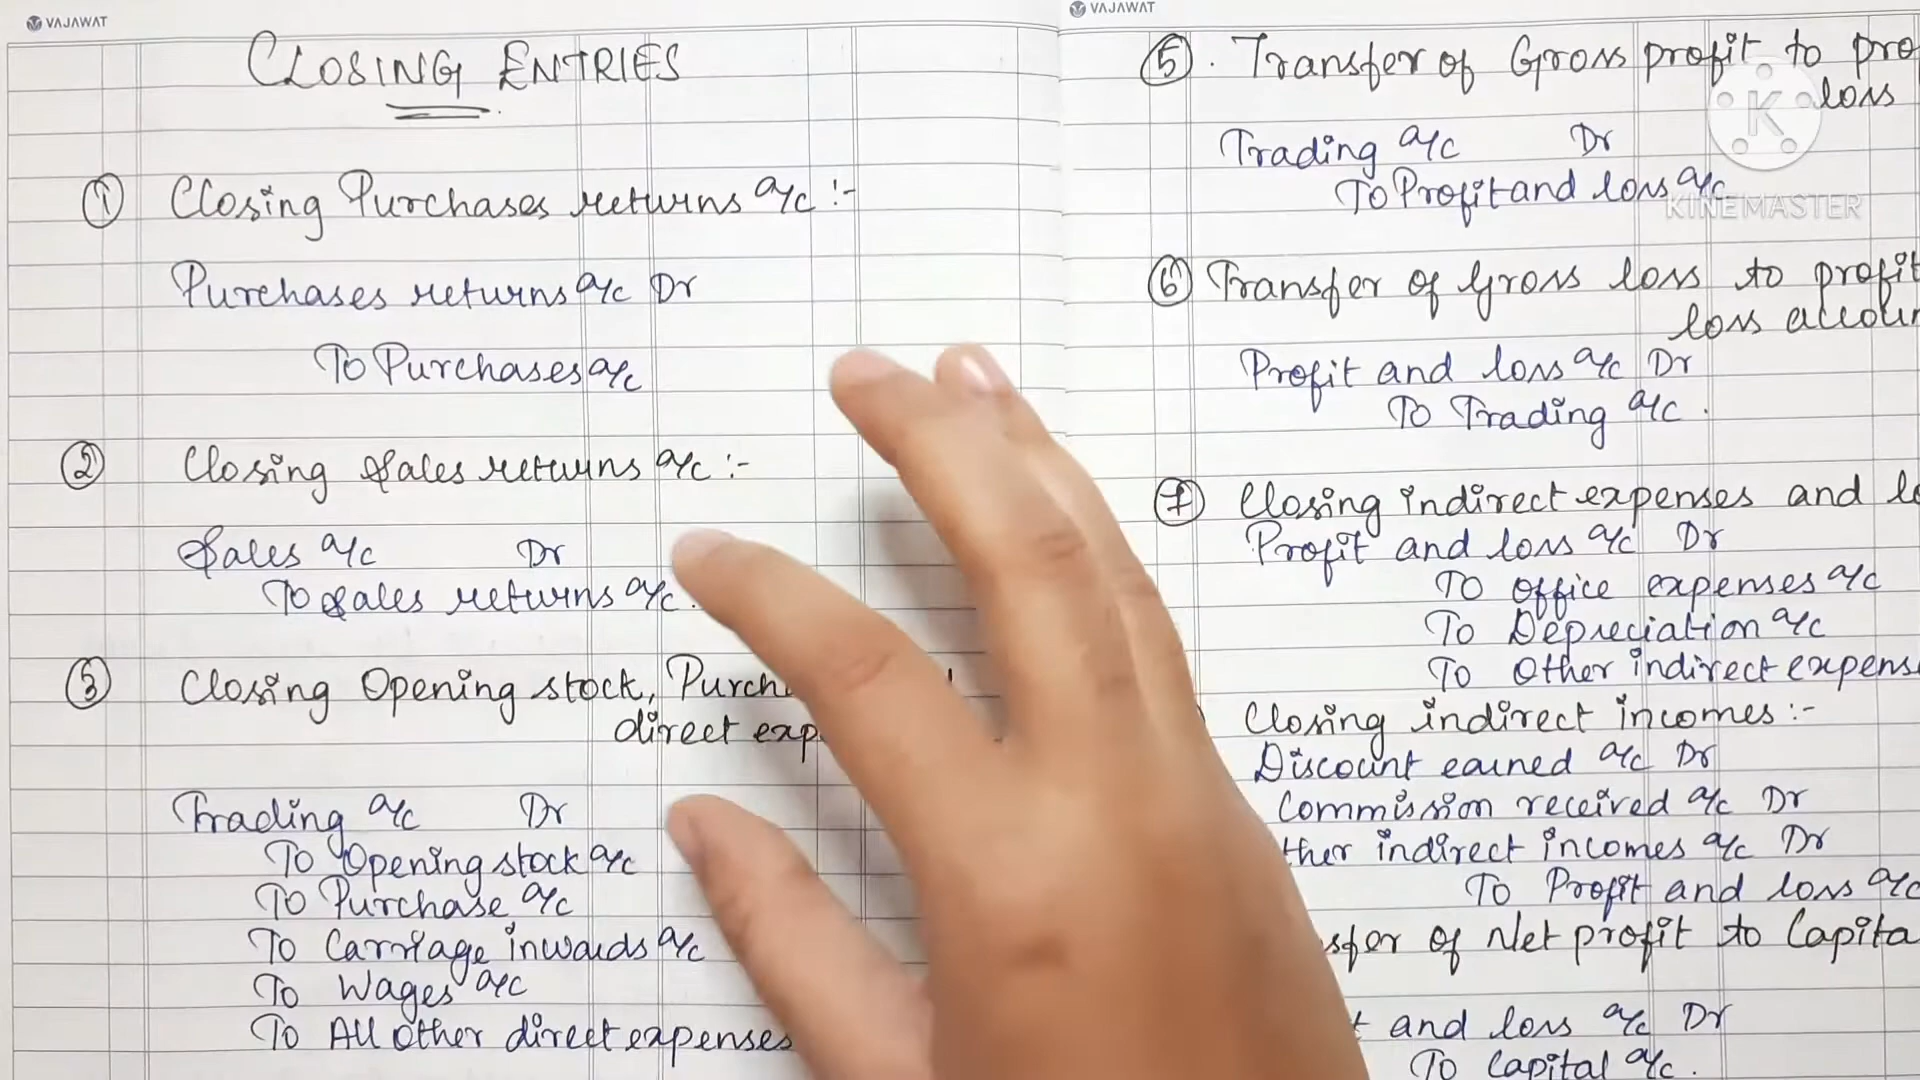 VAJAWAT
CLOSING ENTRIES
① Closing Purchases returns a/c :-
Purchases returns a/c Dr
To Purchases a/c
② Closing Sales returns a/c :-
Sales a/c Dr
To Sales returns a/c.
③ Closing Opening stock,
direct
Trading a/c Dr
To Opening stock a/c
To Purchase a/c
To Carriage inwards a/c
To Wages a/c
To All other direct expenses
VAJAWAT
⑤. Transfer of Gross profit to
loss
Trading a/c Dr
To Profit and loss a/c
K
KINEMASTER
⑥ Transfer of Gross loss to profit
loss
Profit and loss a/c Dr
To Trading a/c.
⑦ Closing indirect expenses and
Profit and loss a/c Dr
To office expenses a/c
To Depreciation a/c
To Other indirect
Closing indirect incomes :-
Discount earned a/c Dr
Commission received a/c Dr
indirect incomes a/c Dr
To Profit and loss a/c
of Net profit to
and loss a/c Dr
To Capital a/c.